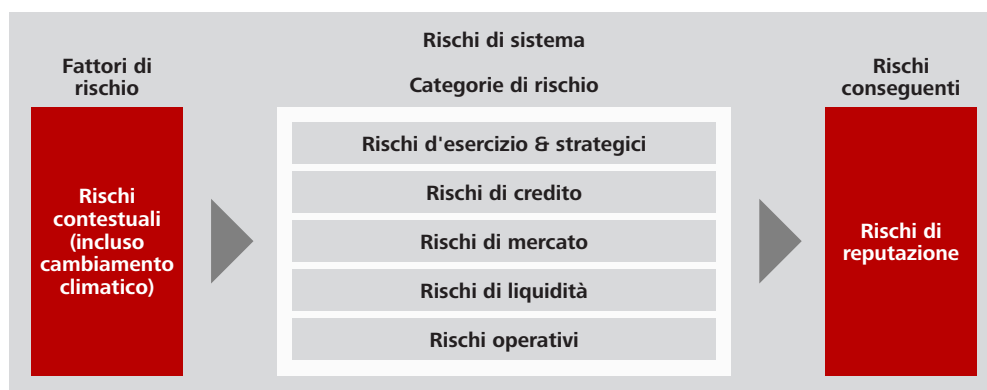 Rischi di sistema
Fattori di
rischio
Categorie di rischio
Rischi
conseguenti
Rischi
contestuali
(incluso
cambiamento
climatico)
Rischi d'esercizio & strategici
Rischi di credito
Rischi di mercato
Rischi di liquidità
Rischi operativi
Rischi di
reputazione